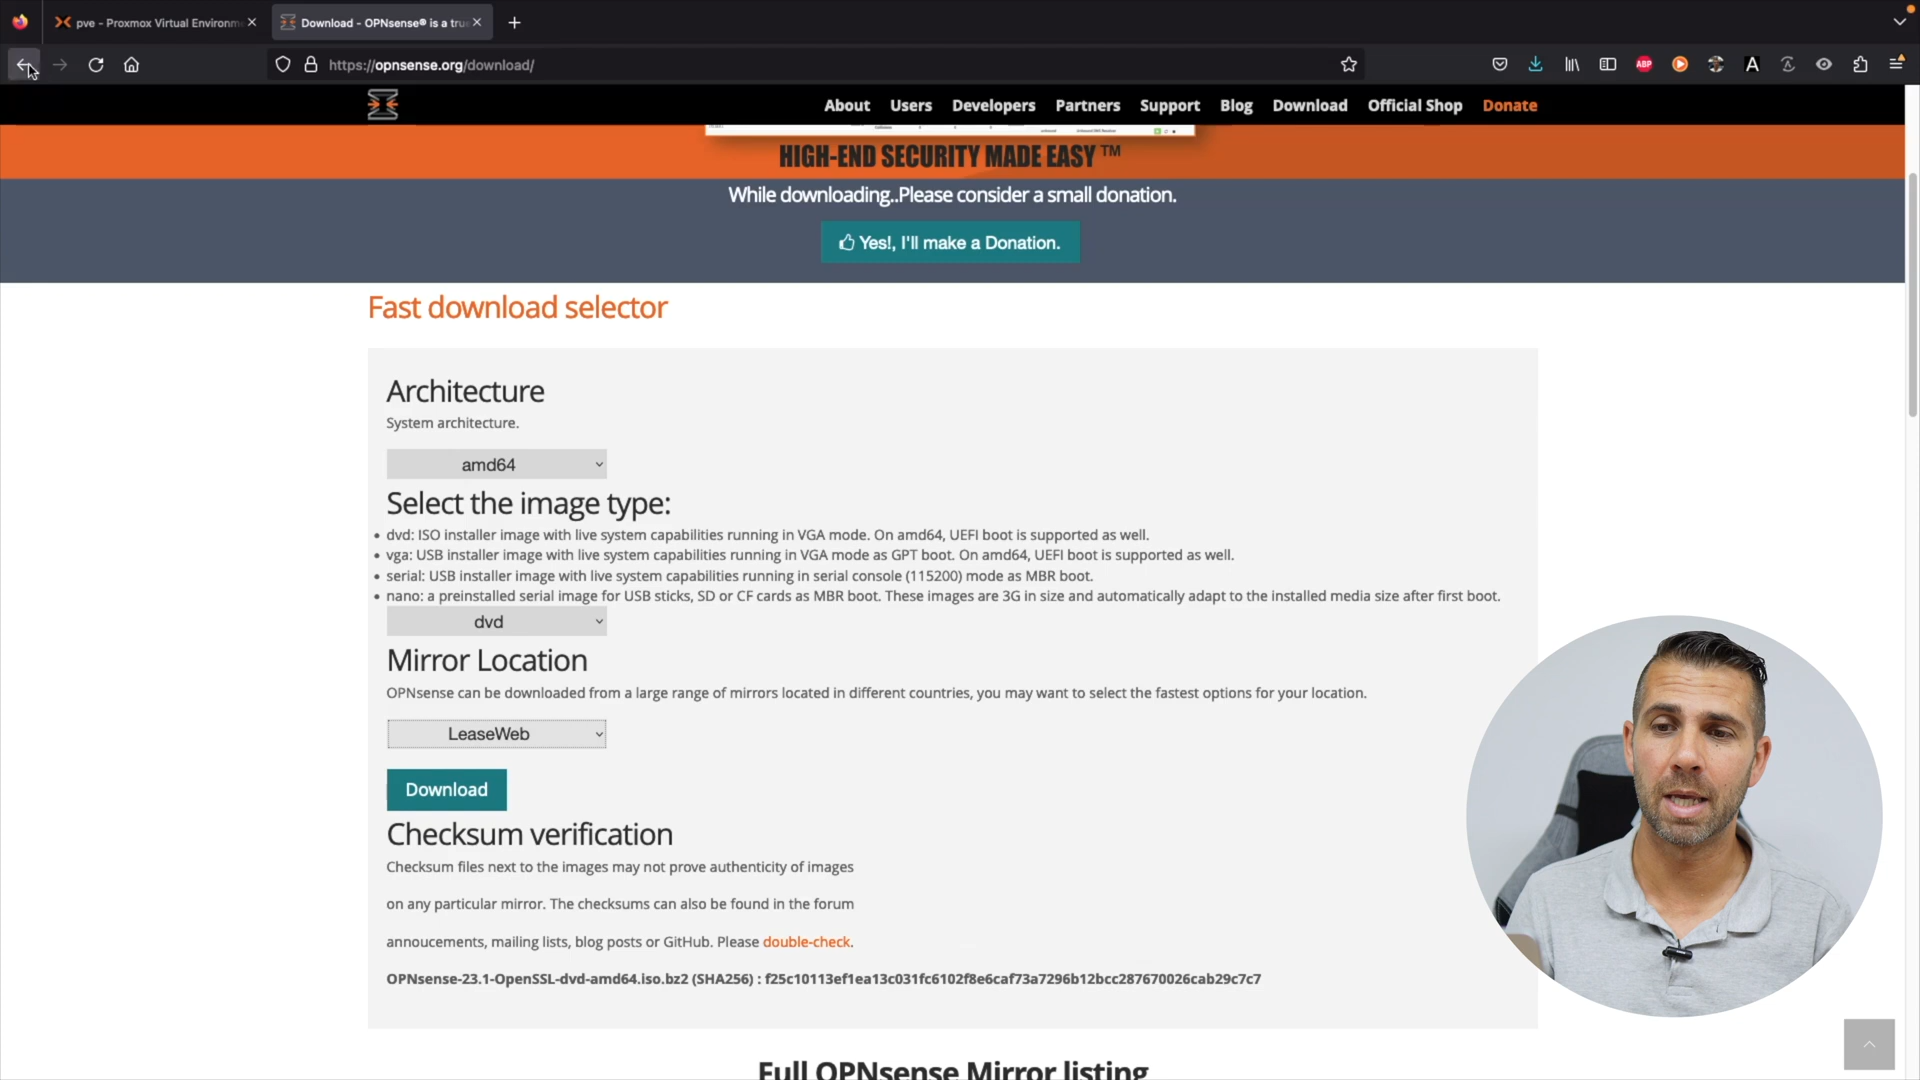 pve - Proxmox Virtual Environm
Download - OPNsense® is a tru
https://opnsense.org/download/
ABP
A
About Users Developers Partners Support Blog Download Official Shop Donate
HIGH-END SECURITY MADE EASY ™
While downloading..Please consider a small donation.
Yes!, I'll make a Donation.
Fast download selector
Architecture
System architecture.
amd64
Select the image type:
• dvd: ISO installer image with live system capabilities running in VGA mode. On amd64, UEFI boot is supported as well.
• vga: USB installer image with live system capabilities running in VGA mode as GPT boot. On amd64, UEFI boot is supported as well.
• serial: USB installer image with live system capabilities running in serial console (115200) mode as MBR boot.
• nano: a preinstalled serial image for USB sticks, SD or CF cards as MBR boot. These images are 3G in size and automatically adapt to the installed media size after first boot.
dvd
Mirror Location
OPNsense can be downloaded from a large range of mirrors located in different countries, you may want to select the fastest options for your location.
LeaseWeb
Download
Checksum verification
Checksum files next to the images may not prove authenticity of images
on any particular mirror. The checksums can also be found in the forum
annoucements, mailing lists, blog posts or GitHub. Please double-check.
OPNsense-23.1-OpenSSL-dvd-amd64.iso.bz2 (SHA256) : f25c10113ef1ea13c031fc6102f8e6caf73a7296b12bcc287670026cab29c7c7
Full OPNsense Mirror listing